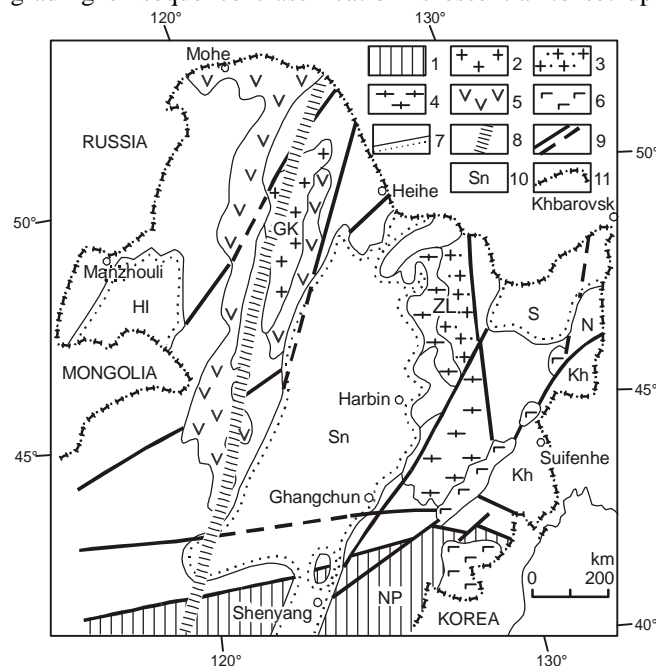 120°
130°
Mohe
1
2
3
4
5
6
7
8
9
Sn
10
11
RUSSIA
50°
Heihe
Khbarovsk
50°
GK
Manzhouli
HI
ZL
S
N
MONGOLIA
Kh
45°
Harbin
Sn
Suifenhe
45°
Kh
Ghangchun
km
0
200
NP
Shenyang
KOREA
40°
120°
130°